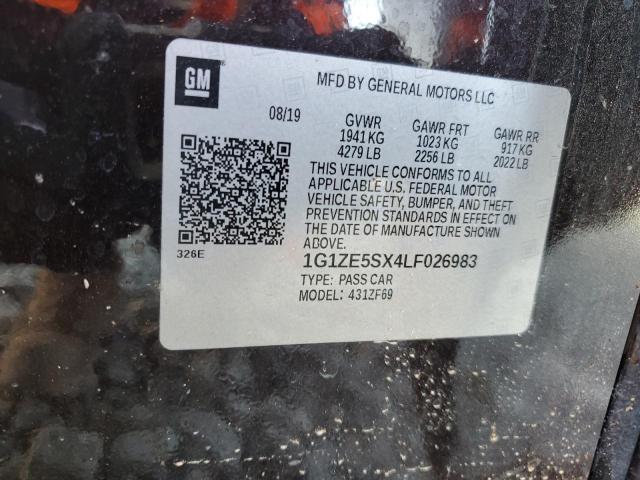 GM
MFD BY GENERAL MOTORS LLC
08/19 GVWR GAWR FRT GAWR RR
1941 KG 1023 KG 917 KG
4279 LB 2256 LB 2022 LB
THIS VEHICLE CONFORMS TO ALL
APPLICABLE U.S. FEDERAL MOTOR
VEHICLE SAFETY, BUMPER, AND THEFT
PREVENTION STANDARDS IN EFFECT ON
THE DATE OF MANUFACTURE SHOWN
ABOVE.
326E
1G1ZE5SX4LF026983
TYPE: PASS CAR
MODEL: 431ZF69